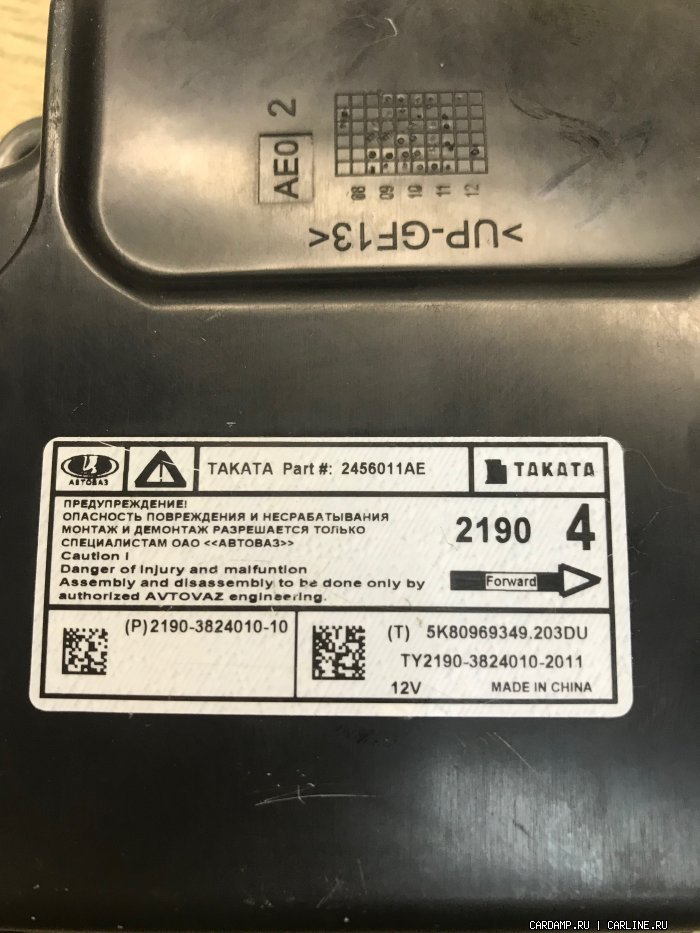 2
AE0
08 09 10 11 12
>UP-GF13<
АВТОВАЗ
TAKATA Part #: 2456011AE
TAKATA
ПРЕДУПРЕЖДЕНИЕ!
ОПАСНОСТЬ ПОВРЕЖДЕНИЯ И НЕСРАБАТЫВАНИЯ
МОНТАЖ И ДЕМОНТАЖ РАЗРЕШАЕТСЯ ТОЛЬКО
СПЕЦИАЛИСТАМ ОАО <<АВТОВАЗ>>
Caution !
Danger of injury and malfuntion
Assembly and disassembly to be done only by
authorized AVTOVAZ engineering.
2190 4
Forward
(P)2190-3824010-10
(T) 5K80969349.203DU
TY2190-3824010-2011
12V MADE IN CHINA
CARDAMP.RU | CARLINE.RU